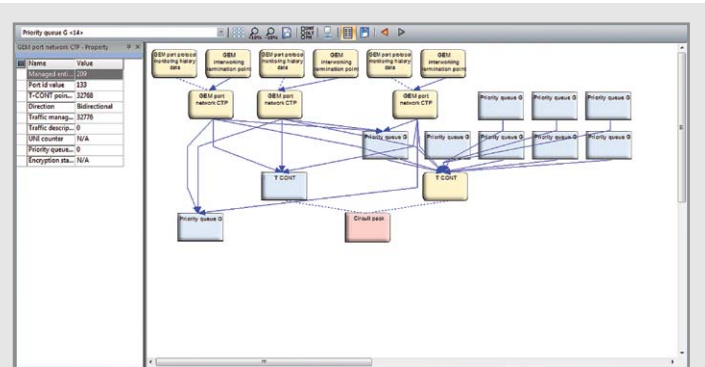 Priority queue G <14>
GEM port network CTP - Property
Name Value
Managed enti... 209
Port id value 133
T-CONT poin... 32768
Direction Bidirectional
Traffic manag... 32776
Traffic descrip... 0
UNI counter N/A
Priority queue... 0
Encryption sta... N/A
GEM port protocol monitoring history data
GEM interworking termination point
GEM port protocol monitoring history data
GEM interworking termination point
GEM port protocol monitoring history data
GEM interworking termination point
GEM port network CTP
GEM port network CTP
GEM port network CTP
Priority queue G
Priority queue G
Priority queue G
Priority queue G
Priority queue G
Priority queue G
Priority queue G
Priority queue G
T CONT
T CONT
Priority queue G
Circuit pack